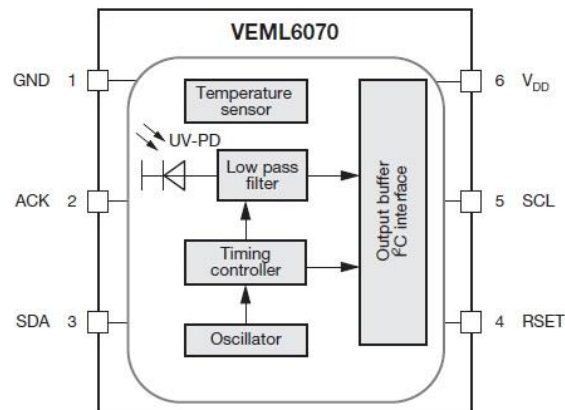 VEML6070
GND 1
6 V_DD
Temperature
sensor
UV-PD
Low pass
filter
ACK 2
5 SCL
Output buffer
I²C interface
Timing
controller
SDA 3
4 RSET
Oscillator